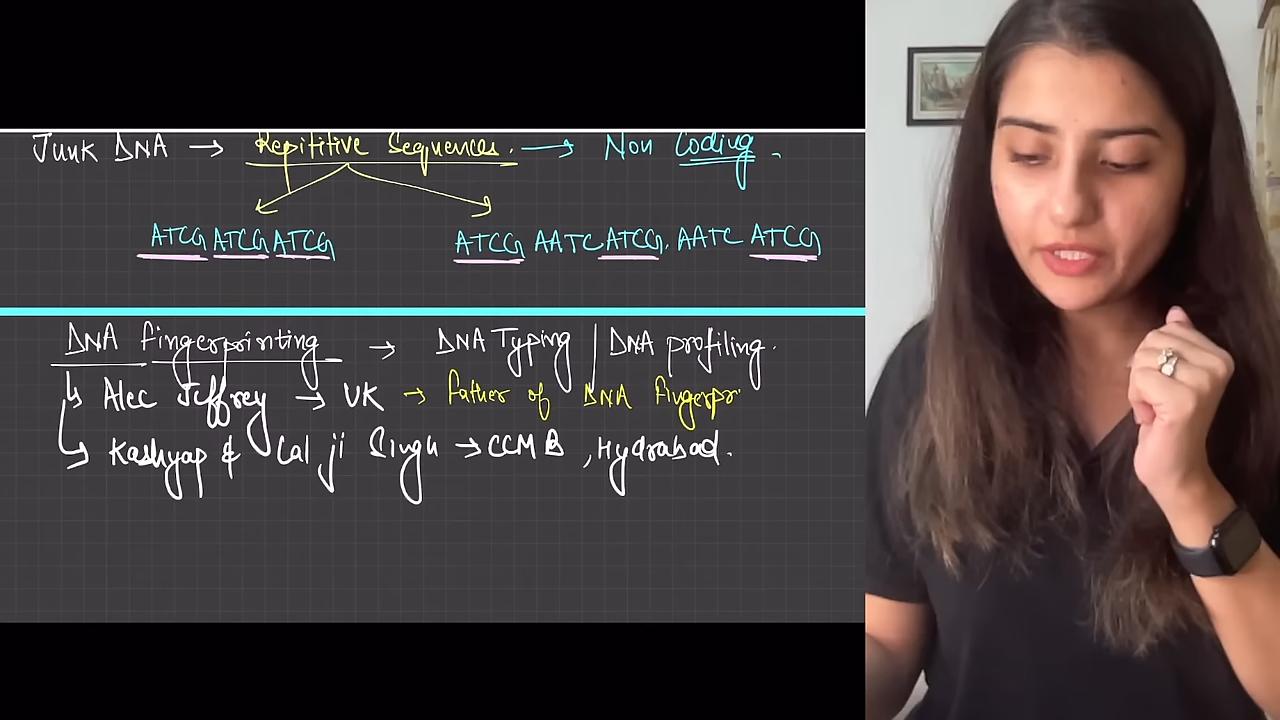 Junk DNA → Repititive Sequences. → Non Coding.
ATCG ATCG ATCG ATCG AATC ATCG. AATC ATCG
DNA fingerprinting → DNA Typing | DNA profiling.
↳ Alec Jeffrey → UK → father of DNA fingerpr
↳ Kashyap & Lal ji Singh → CCMB, Hydrabad.